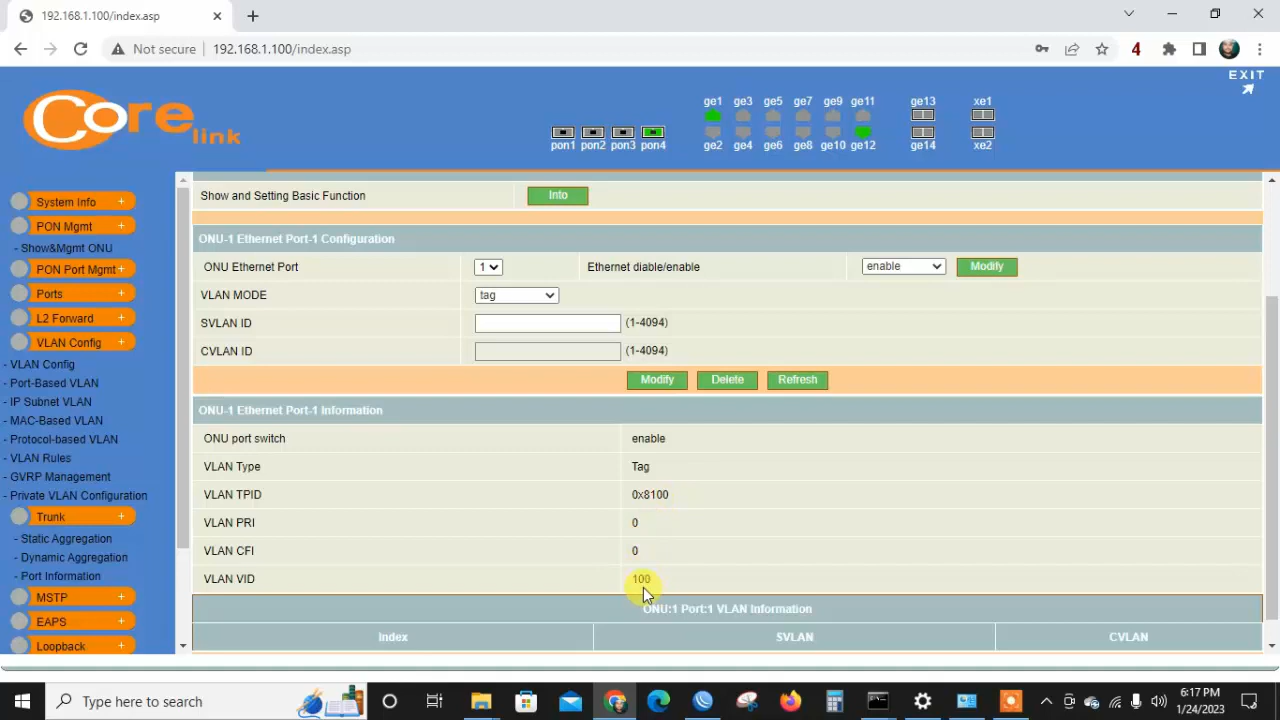 192.168.1.100/index.asp
Not secure
192.168.1.100/index.asp
4
EXIT
Core link
ge1 ge3 ge5 ge7 ge9 ge11 ge13 xe1
pon1 pon2 pon3 pon4 ge2 ge4 ge6 ge8 ge10 ge12 ge14 xe2
System Info +
PON Mgmt +
- Show&Mgmt ONU
PON Port Mgmt +
Ports +
L2 Forward +
VLAN Config +
- VLAN Config
- Port-Based VLAN
- IP Subnet VLAN
- MAC-Based VLAN
- Protocol-based VLAN
- VLAN Rules
- GVRP Management
- Private VLAN Configuration
Trunk +
- Static Aggregation
- Dynamic Aggregation
- Port Information
MSTP +
EAPS +
Loopback +
Show and Setting Basic Function Into
ONU-1 Ethernet Port-1 Configuration
ONU Ethernet Port 1 Ethernet diable/enable enable Modify
VLAN MODE tag
SVLAN ID (1-4094)
CVLAN ID (1-4094)
Modify Delete Refresh
ONU-1 Ethernet Port-1 Information
ONU port switch enable
VLAN Type Tag
VLAN TPID 0x8100
VLAN PRI 0
VLAN CFI 0
VLAN VID 100
ONU:1 Port:1 VLAN Information
Index SVLAN CVLAN
Type here to search
6:17 PM
1/24/2023